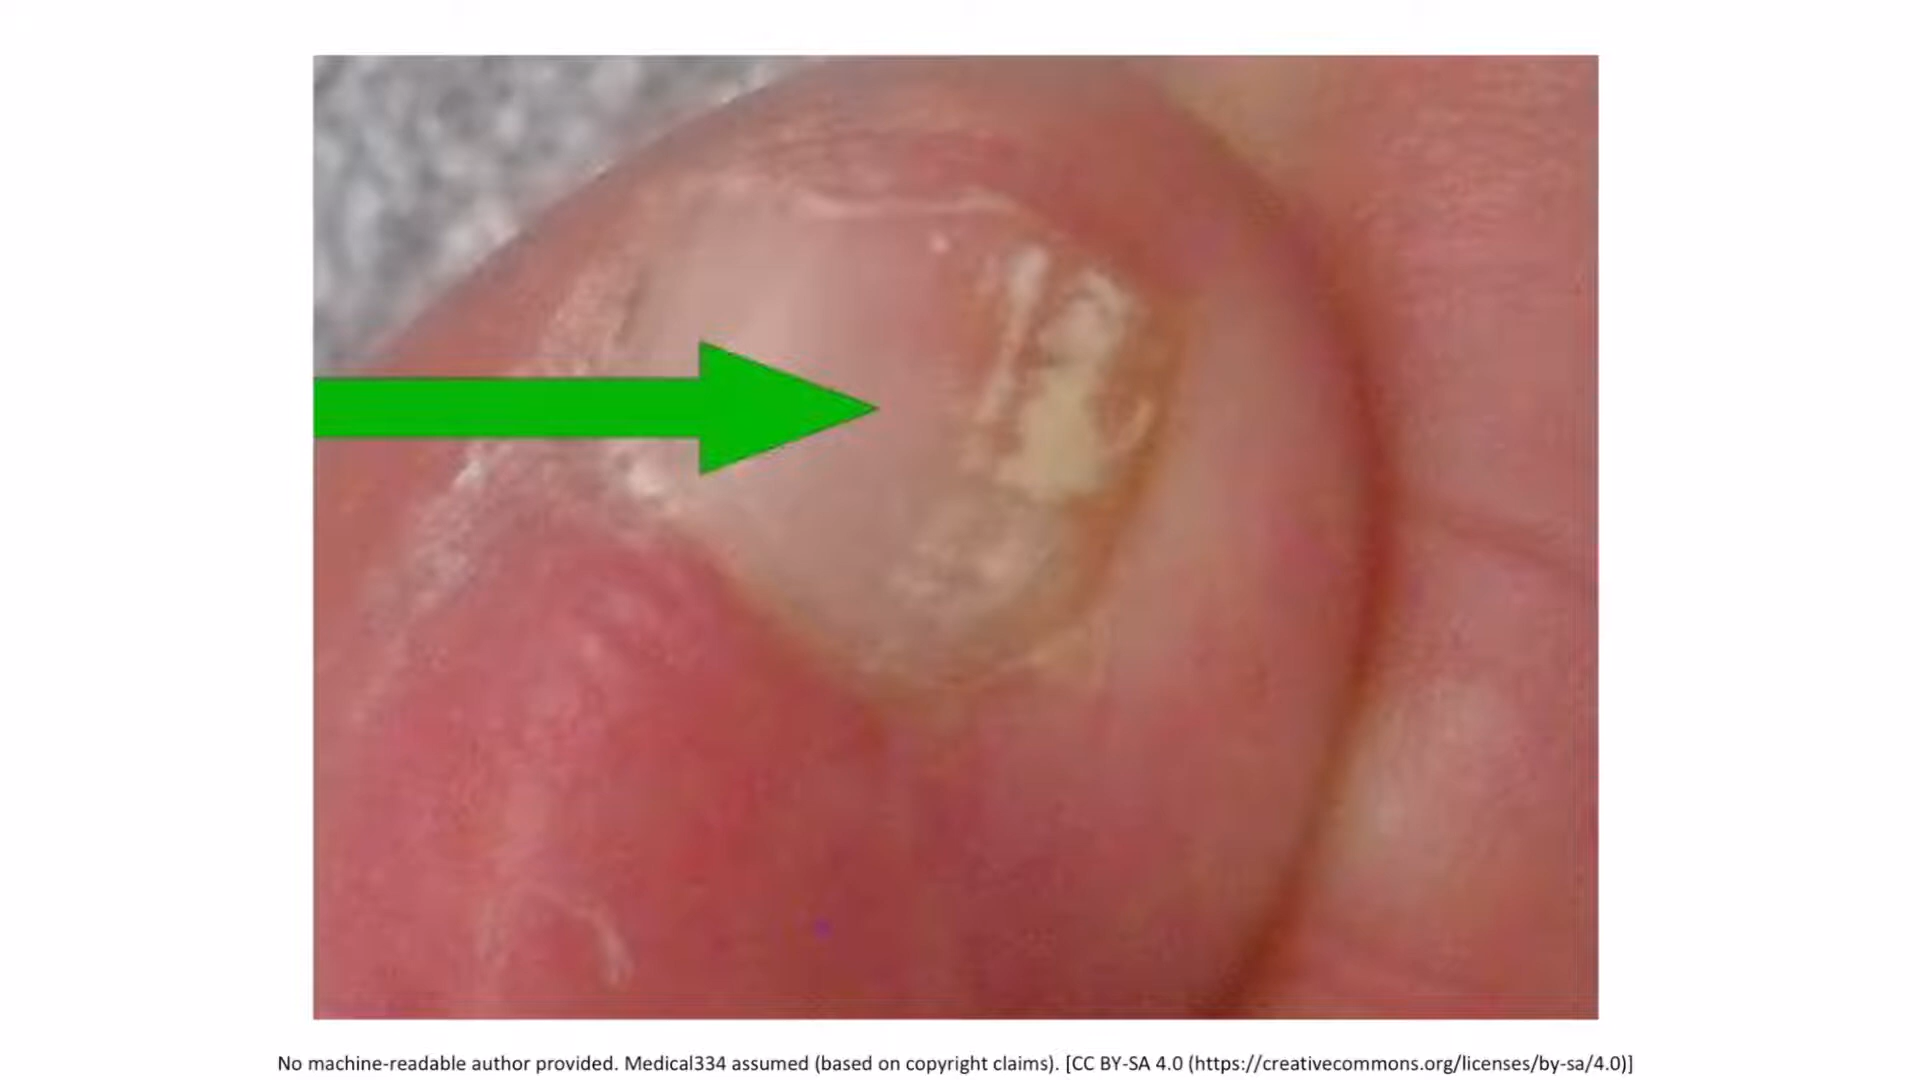 No machine-readable author provided. Medical334 assumed (based on copyright claims). [CC BY-SA 4.0 (https://creativecommons.org/licenses/by-sa/4.0)]